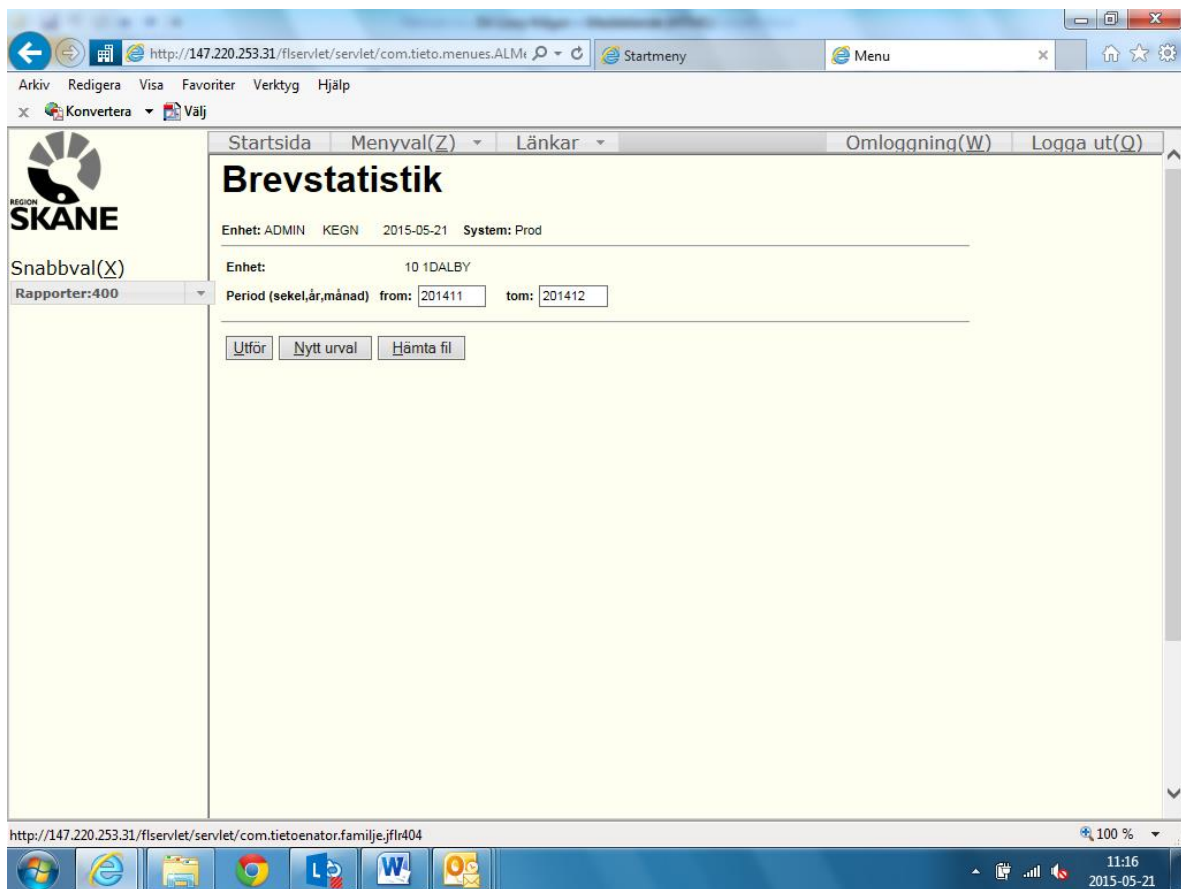 http://147.220.253.31/flservlet/servlet/com.tieto.menues.ALMe
Startmeny
Menu
Arkiv Redigera Visa Favoriter Verktyg Hjälp
x Konvertera Välj
Startsida Menyval(Z) Länkar Omloggning(W) Logga ut(Q)
REGION
SKÅNE
Brevstatistik
Enhet: ADMIN KEGN 2015-05-21 System: Prod
Snabbval(X)
Rapporter:400
Enhet: 10 1DALBY
Period (sekel,år,månad) from: 201411 tom: 201412
Utför Nytt urval Hämta fil
http://147.220.253.31/flservlet/servlet/com.tietoenator.familje.jflr404
100 %
11:16
2015-05-21